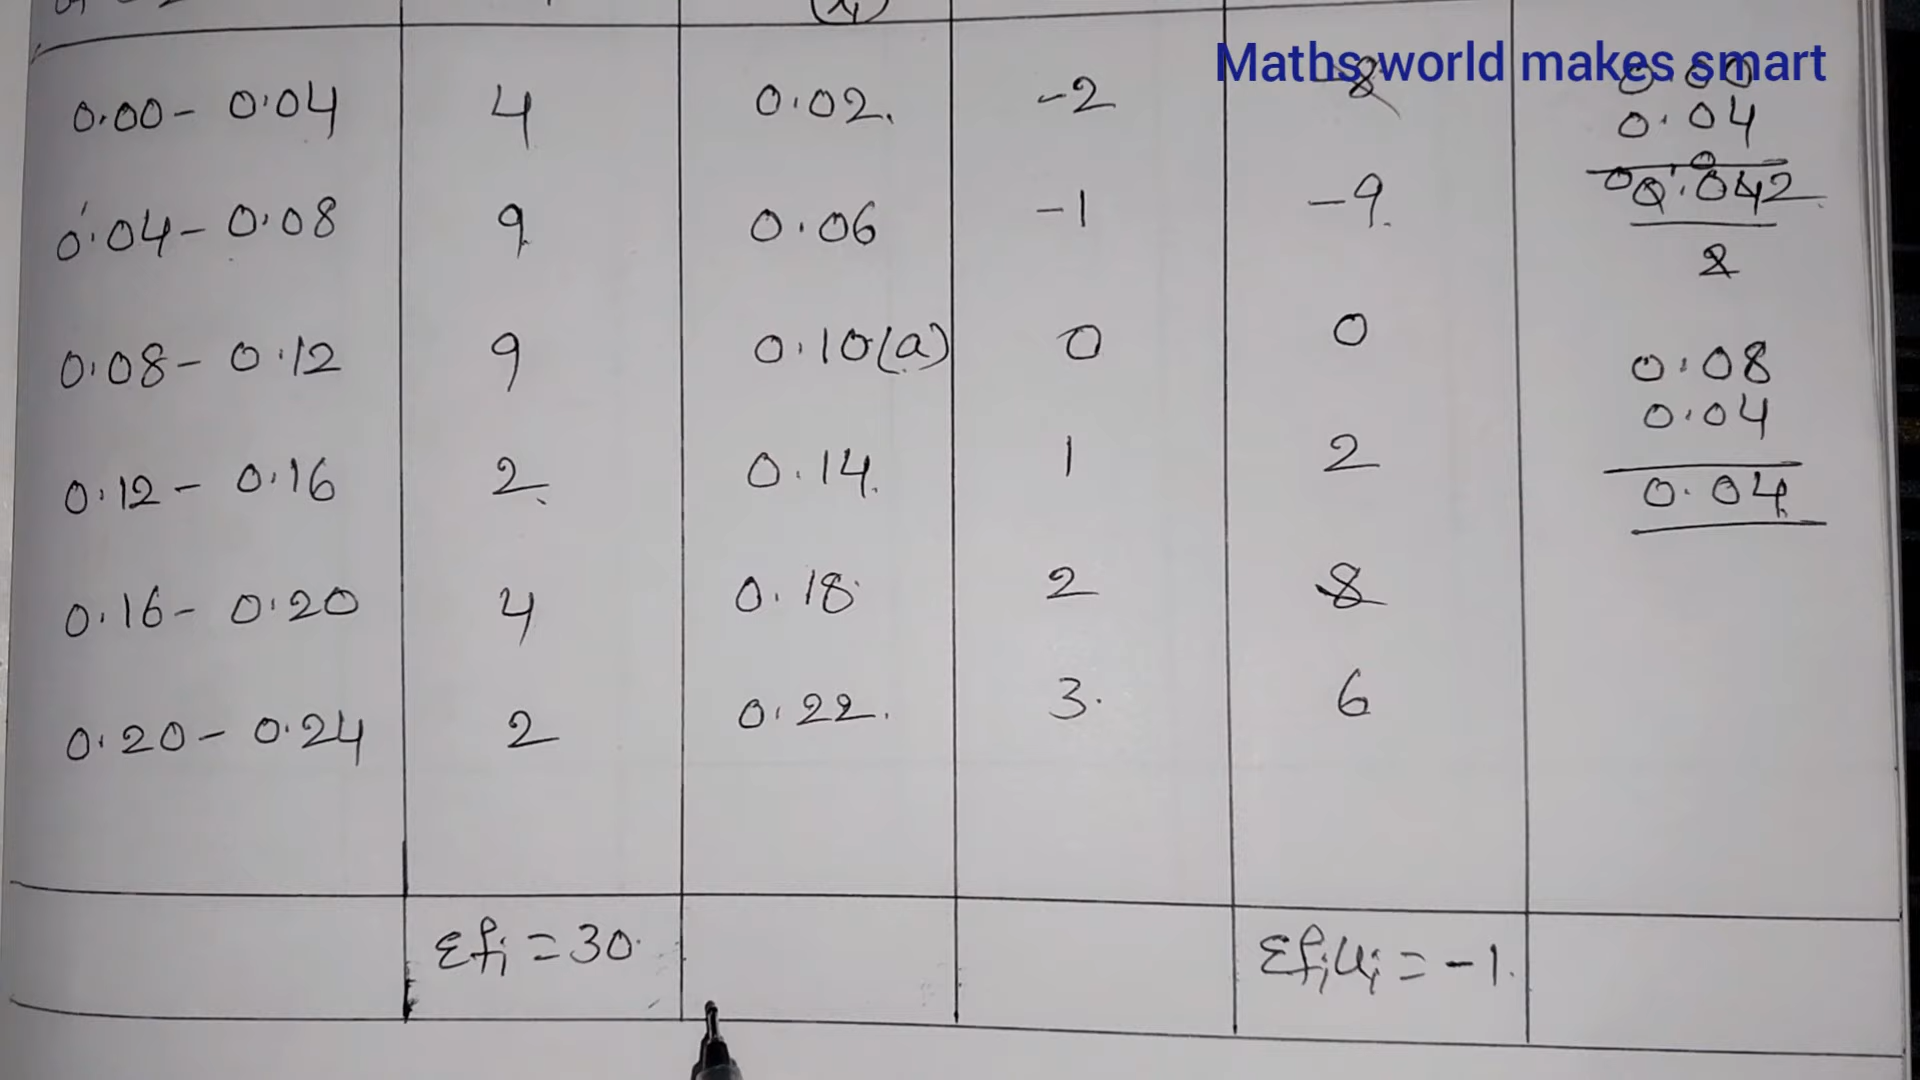 (xi)
Maths world makes smart
0.00 - 0.04 4 0.02. -2 -8 0.00
0.04
0.04 - 0.08 9 0.06 -1 -9. 0.042
2
0.08 - 0.12 9 0.10(a) 0 0 0.08
0.04
0.12 - 0.16 2 0.14. 1 2 0.04
0.16 - 0.20 4 0.18 2 8
0.20 - 0.24 2 0.22. 3. 6
Σfi = 30 Σfiui = -1.